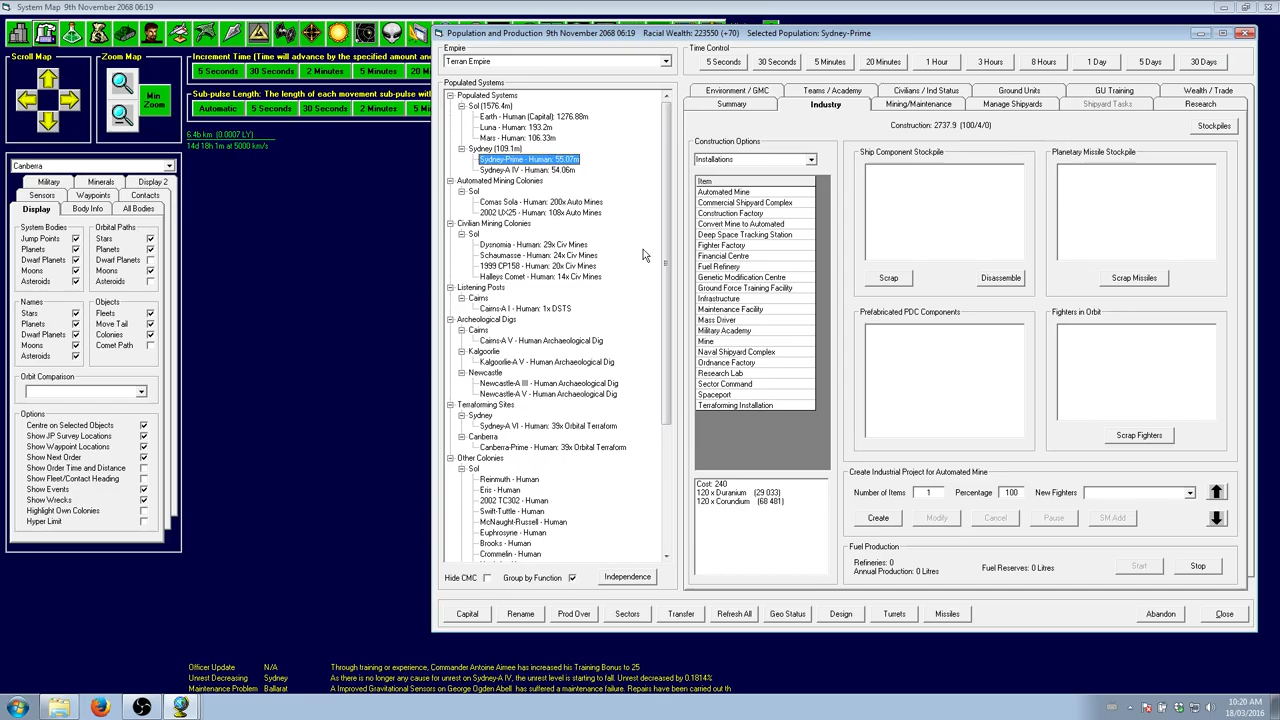 System Map  9th November 2068 06:19
Scroll Map
Zoom Map
Min
Zoom
Increment Time (Time will advance by the specified amount an
5 Seconds
30 Seconds
2 Minutes
5 Minutes
20 M
Sub-pulse Length: The length of each movement sub-pulse with
Automatic
5 Seconds
30 Seconds
2 Minutes
5 Min
6.4b km  (0.0007 LY)
14d 18h 1m at 5000 km/s
Canberra
Military
Minerals
Display 2
Sensors
Waypoints
Contacts
Display
Body Info
All Bodies
System Bodies
Orbital Paths
Jump Points
Stars
Planets
Planets
Dwarf Planets
Dwarf Planets
Moons
Moons
Asteroids
Asteroids
Names
Objects
Stars
Fleets
Planets
Move Tail
Dwarf Planets
Colonies
Moons
Comet Path
Asteroids
Orbit Comparison
Options
Centre on Selected Objects
Show JP Survey Locations
Show Waypoint Locations
Show Next Order
Show Order Time and Distance
Show Fleet/Contact Heading
Show Events
Show Wrecks
Highlight Own Colonies
Hyper Limit
Population and Production   9th November 2068 06:19    Racial Wealth: 223550 (+70)    Selected Population: Sydney-Prime
Empire
Terran Empire
Time Control
5 Seconds
30 Seconds
5 Minutes
20 Minutes
1 Hour
3 Hours
8 Hours
1 Day
5 Days
30 Days
Populated Systems
Populated Systems
Sol (1576.4m)
Earth - Human (Capital): 1276.88m
Luna - Human: 193.2m
Mars - Human: 106.33m
Sydney (109.1m)
Sydney-Prime - Human: 55.07m
Sydney-A IV - Human: 54.06m
Automated Mining Colonies
Sol
Comas Sola - Human: 200x Auto Mines
2002 UX25 - Human: 108x Auto Mines
Civilian Mining Colonies
Sol
Dysnomia - Human: 29x Civ Mines
Schaumasse - Human: 24x Civ Mines
1999 CP158 - Human: 20x Civ Mines
Halleys Comet - Human: 14x Civ Mines
Listening Posts
Cairns
Cairns-A I - Human: 1x DSTS
Archeological Digs
Cairns
Cairns-A V - Human Archaeological Dig
Kalgoorlie
Kalgoorlie-A V - Human Archaeological Dig
Newcastle
Newcastle-A III - Human Archaeological Dig
Newcastle-A V - Human Archaeological Dig
Terraforming Sites
Sydney
Sydney-A VI - Human: 39x Orbital Terraform
Canberra
Canberra-Prime - Human: 39x Orbital Terraform
Other Colonies
Sol
Reinmuth - Human
Eris - Human
2002 TC302 - Human
Swift-Tuttle - Human
McNaught-Russell - Human
Euphrosyne - Human
Brooks - Human
Crommelin - Human
Hide CMC
Group by Function
Independence
Environment / GMC
Teams / Academy
Civilians / Ind Status
Ground Units
GU Training
Wealth / Trade
Summary
Industry
Mining/Maintenance
Manage Shipyards
Shipyard Tasks
Research
Construction: 2737.9  (100/4/0)
Stockpiles
Construction Options
Installations
Item
Automated Mine
Commercial Shipyard Complex
Construction Factory
Convert Mine to Automated
Deep Space Tracking Station
Fighter Factory
Financial Centre
Fuel Refinery
Genetic Modification Centre
Ground Force Training Facility
Infrastructure
Maintenance Facility
Mass Driver
Military Academy
Mine
Naval Shipyard Complex
Ordnance Factory
Research Lab
Sector Command
Spaceport
Terraforming Installation
Cost: 240
120 x Duranium   (29 033)
120 x Corundium   (68 481)
Ship Component Stockpile
Planetary Missile Stockpile
Scrap
Disassemble
Scrap Missiles
Prefabricated PDC Components
Fighters in Orbit
Scrap Fighters
Create Industrial Project for Automated Mine
Number of Items
1
Percentage
100
New Fighters
Create
Modify
Cancel
Pause
SM Add
Fuel Production
Refineries: 0
Annual Production: 0 Litres
Fuel Reserves: 0 Litres
Start
Stop
Capital
Rename
Prod Over
Sectors
Transfer
Refresh All
Geo Status
Design
Turrets
Missiles
Abandon
Close
Officer Update
N/A
Through training or experience, Commander Antoine Aimee has increased his Training Bonus to 25
Unrest Decreasing
Sydney
As there is no longer any cause for unrest on Sydney-A IV, the unrest level is starting to fall. Unrest decreased by 0.1814%
Maintenance Problem
Ballarat
A Improved Gravitational Sensors on George Ogden Abell  has suffered a maintenance failure. Repairs have been carried out th
10:20 AM
18/03/2016